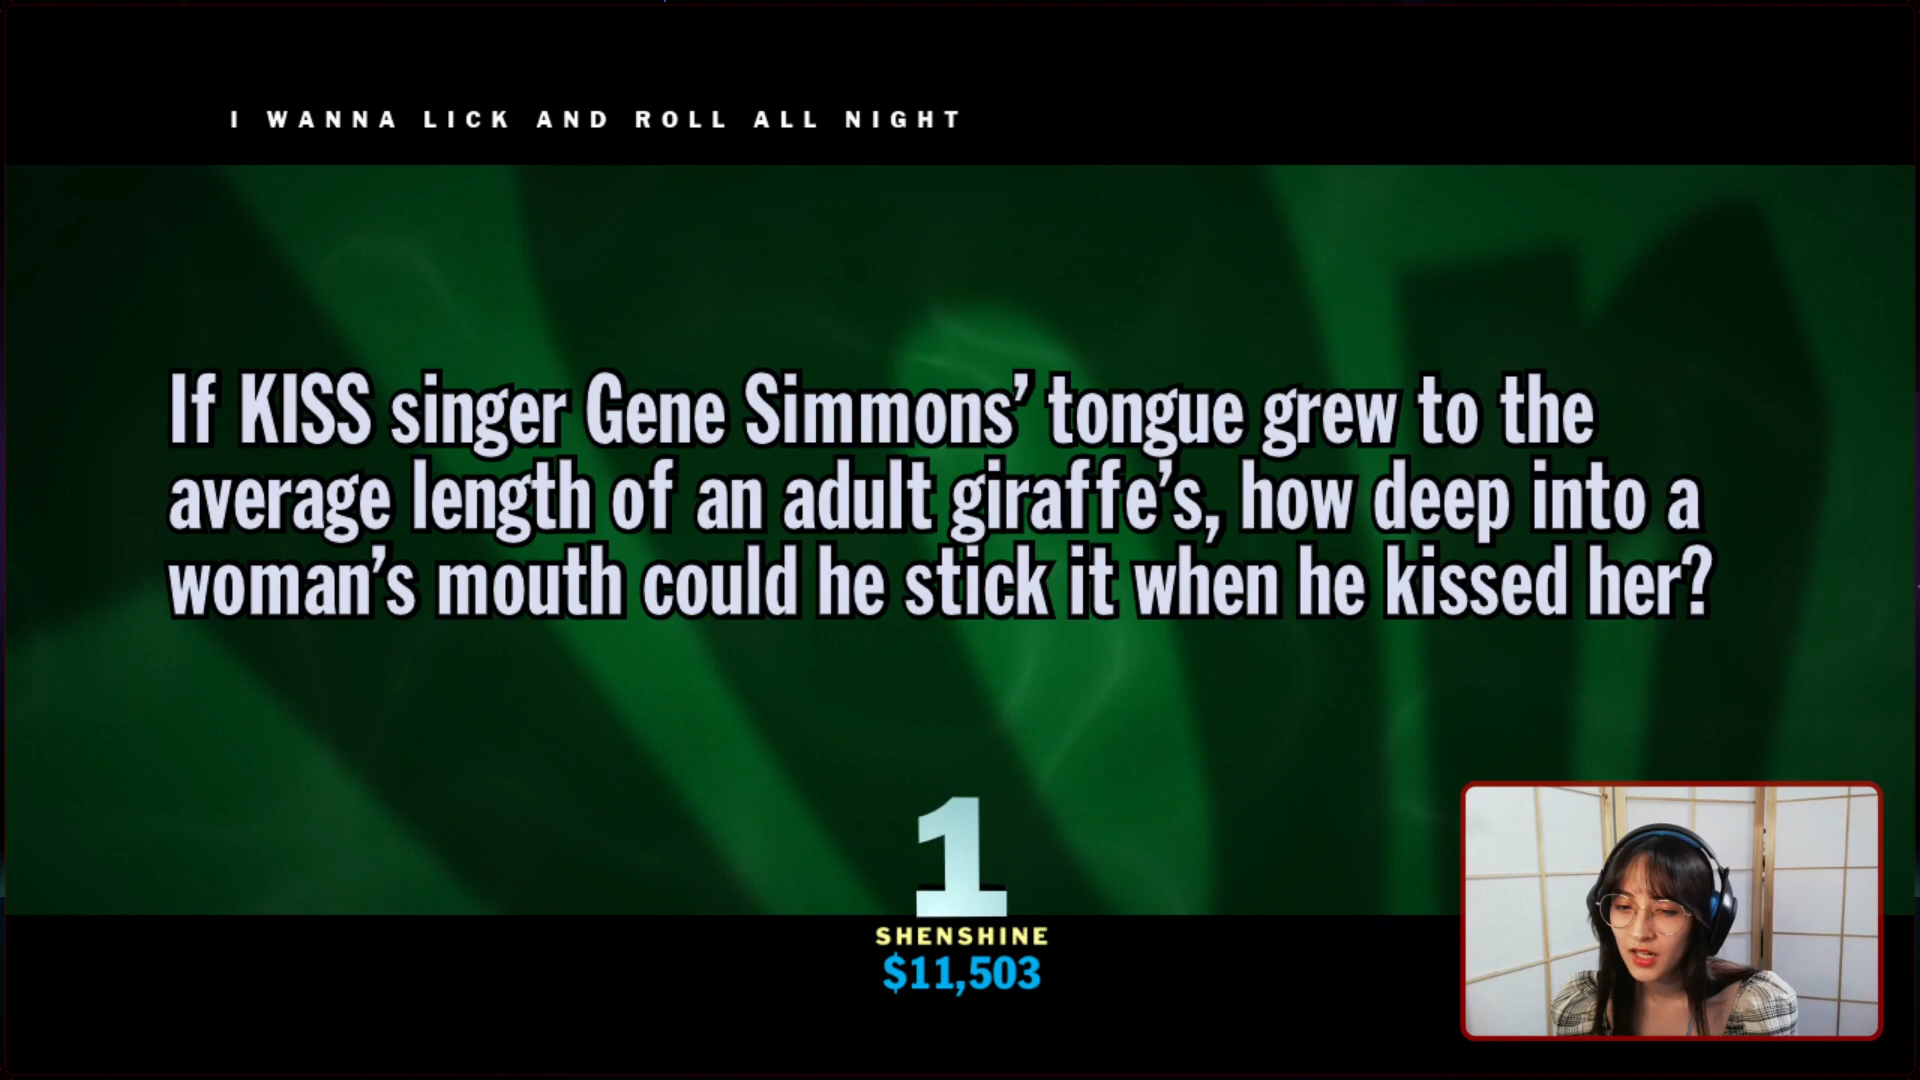 I WANNA LICK AND ROLL ALL NIGHT
If KISS singer Gene Simmons’ tongue grew to the
average length of an adult giraffe’s, how deep into a
woman’s mouth could he stick it when he kissed her?
1
SHENSHINE
$11,503